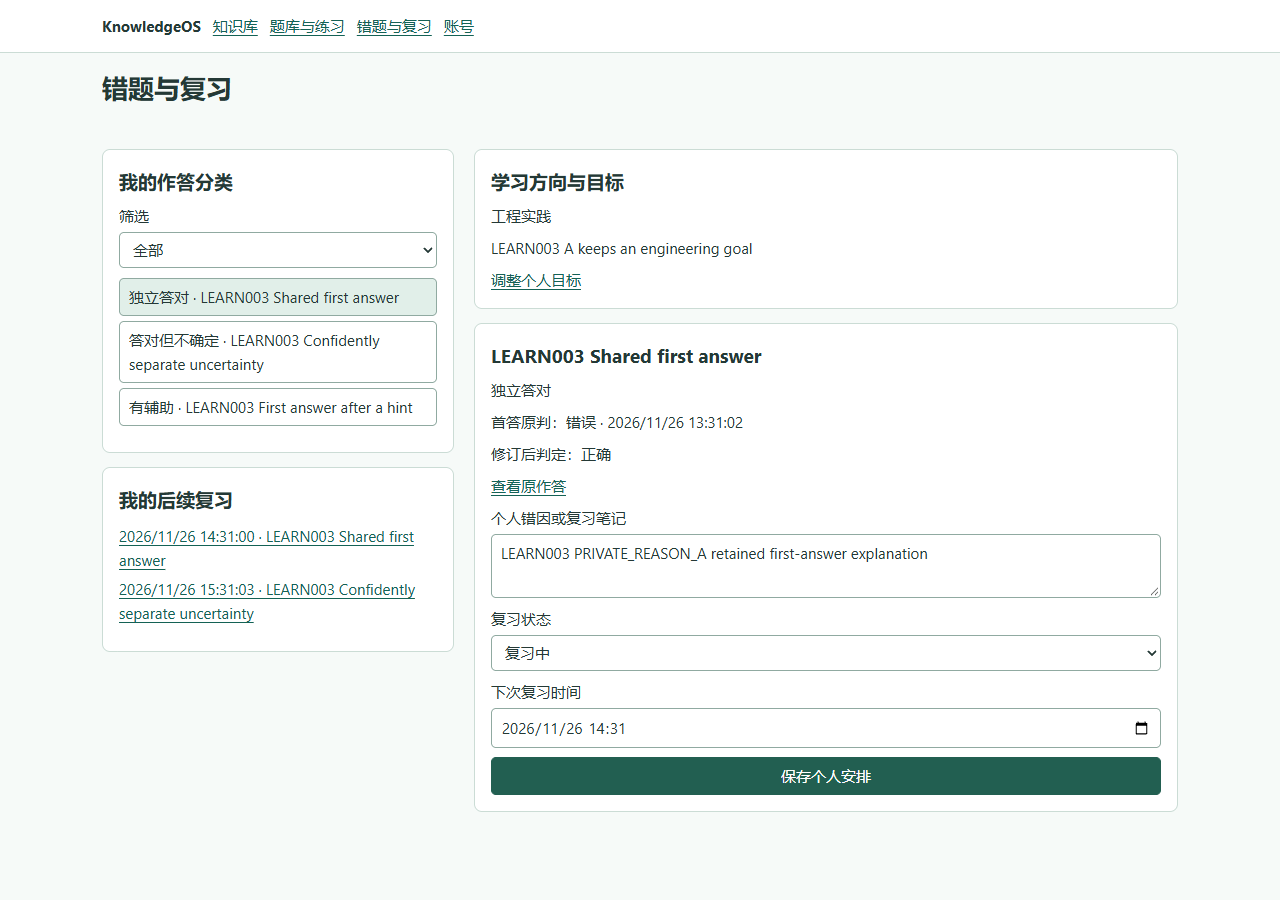 KnowledgeOS 知识库 题库与练习 错题与复习 账号
错题与复习
我的作答分类
筛选
全部
独立答对 · LEARN003 Shared first answer
答对但不确定 · LEARN003 Confidently
separate uncertainty
有辅助 · LEARN003 First answer after a hint
我的后续复习
2026/11/26 14:31:00 · LEARN003 Shared first
answer
2026/11/26 15:31:03 · LEARN003 Confidently
separate uncertainty
学习方向与目标
工程实践
LEARN003 A keeps an engineering goal
调整个人目标
LEARN003 Shared first answer
独立答对
首答原判：错误 · 2026/11/26 13:31:02
修订后判定：正确
查看原作答
个人错因或复习笔记
LEARN003 PRIVATE_REASON_A retained first-answer explanation
复习状态
复习中
下次复习时间
2026/11/26 14:31
保存个人安排